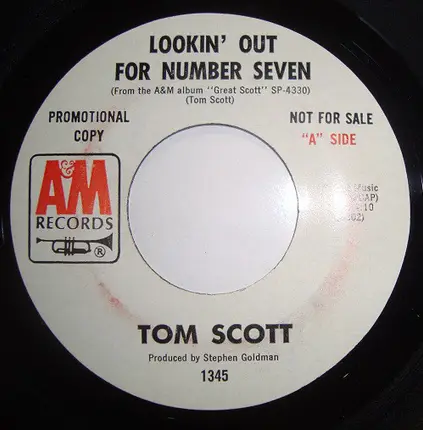 LOOKIN' OUT
FOR NUMBER SEVEN
(From the A&M album "Great Scott" SP-4330)
(Tom Scott)
PROMOTIONAL
COPY
NOT FOR SALE
"A" SIDE
A&M
RECORDS
®
Music
TOM SCOTT
Produced by Stephen Goldman
1345